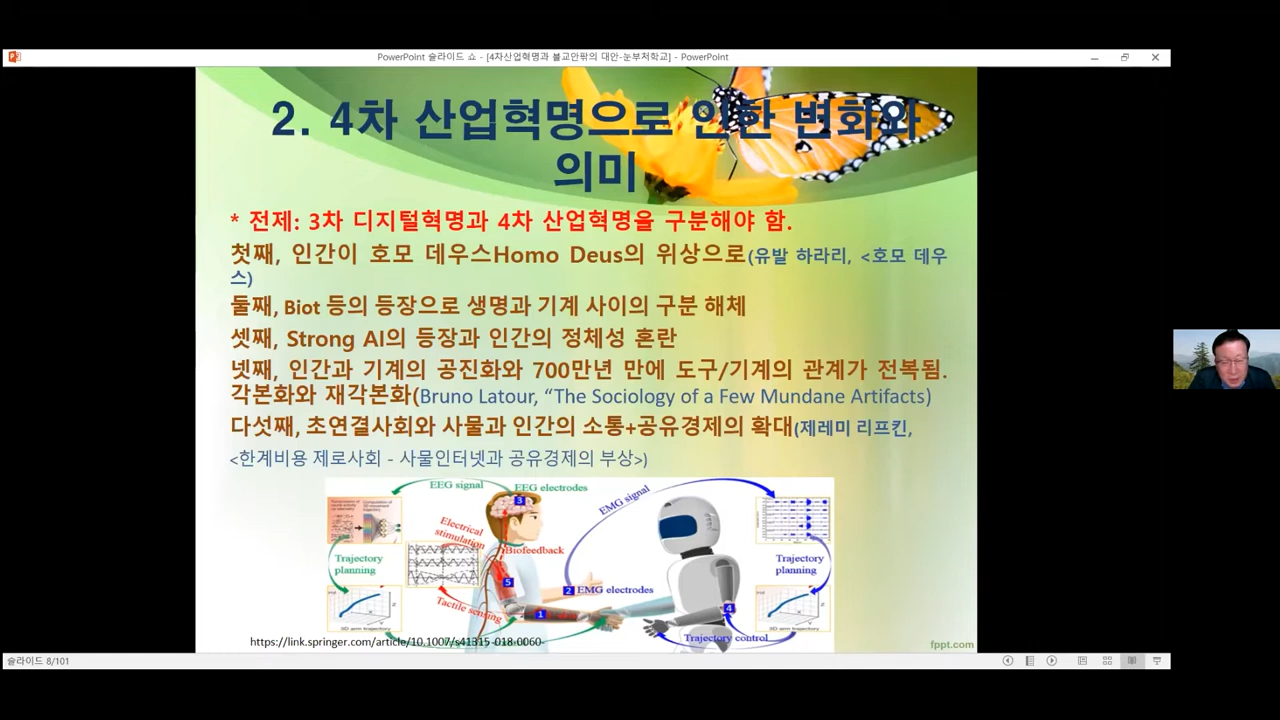 PowerPoint 슬라이드 쇼 - [4차산업혁명과 불교안팎의 대안-눈부처학교] - PowerPoint
2. 4차 산업혁명으로 인한 변화와
의미
* 전제: 3차 디지털혁명과 4차 산업혁명을 구분해야 함.
첫째, 인간이 호모 데우스Homo Deus의 위상으로(유발 하라리, <호모 데우
스)
둘째, Biot 등의 등장으로 생명과 기계 사이의 구분 해체
셋째, Strong AI의 등장과 인간의 정체성 혼란
넷째, 인간과 기계의 공진화와 700만년 만에 도구/기계의 관계가 전복됨.
각본화와 재각본화(Bruno Latour, “The Sociology of a Few Mundane Artifacts)
다섯째, 초연결사회와 사물과 인간의 소통+공유경제의 확대(제레미 리프킨,
<한계비용 제로사회 - 사물인터넷과 공유경제의 부상>)
EEG signal
EEG electrodes
EMG signal
3
Electrical
stimulation
Biofeedback
Trajectory
planning
Trajectory
planning
5
2
EMG electrodes
Tactile sensing
1
4
3D arm trajectory
3D arm trajectory
Trajectory control
https://link.springer.com/article/10.1007/s41315-018-0060-
fppt.com
슬라이드 8/101